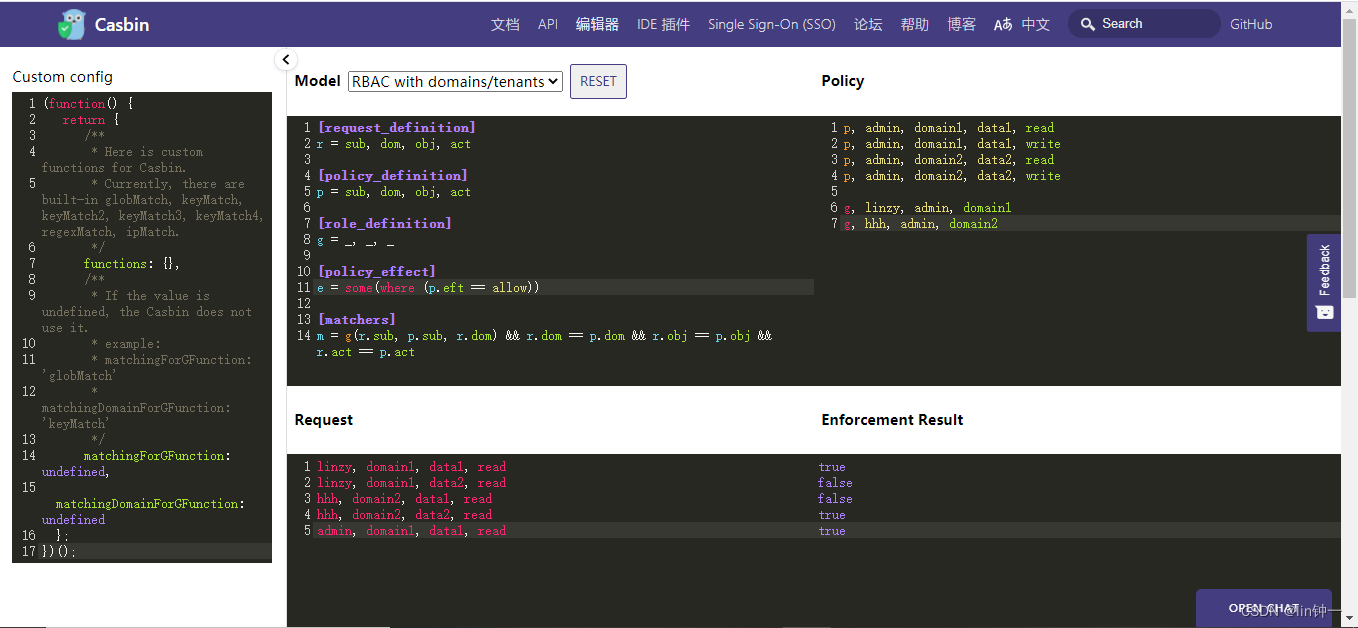 Casbin
文档 API 编辑器 IDE 插件 Single Sign-On (SSO) 论坛 帮助 博客 Aあ 中文 Search GitHub
Custom config
1 (function() {
2 return {
3 /**
4 * Here is custom
functions for Casbin.
5 * Currently, there are
built-in globMatch, keyMatch,
keyMatch2, keyMatch3, keyMatch4,
regexMatch, ipMatch.
6 */
7 functions: {},
8 /**
9 * If the value is
undefined, the Casbin does not
use it.
10 * example:
11 * matchingForGFunction:
'globMatch'
12 *
matchingDomainForGFunction:
'keyMatch'
13 */
14 matchingForGFunction:
undefined,
15
matchingDomainForGFunction:
undefined
16 };
17 })();
Model RBAC with domains/tenants RESET
1 [request_definition]
2 r = sub, dom, obj, act
3
4 [policy_definition]
5 p = sub, dom, obj, act
6
7 [role_definition]
8 g = _, _, _
9
10 [policy_effect]
11 e = some(where (p.eft == allow))
12
13 [matchers]
14 m = g(r.sub, p.sub, r.dom) && r.dom == p.dom && r.obj == p.obj &&
r.act == p.act
Policy
1 p, admin, domain1, data1, read
2 p, admin, domain1, data1, write
3 p, admin, domain2, data2, read
4 p, admin, domain2, data2, write
5
6 g, linzy, admin, domain1
7 g, hhh, admin, domain2
Feedback
Request
1 linzy, domain1, data1, read
2 linzy, domain1, data2, read
3 hhh, domain2, data1, read
4 hhh, domain2, data2, read
5 admin, domain1, data1, read
Enforcement Result
true
false
false
true
true
OPEN CHAT
CSDN @lin钟一